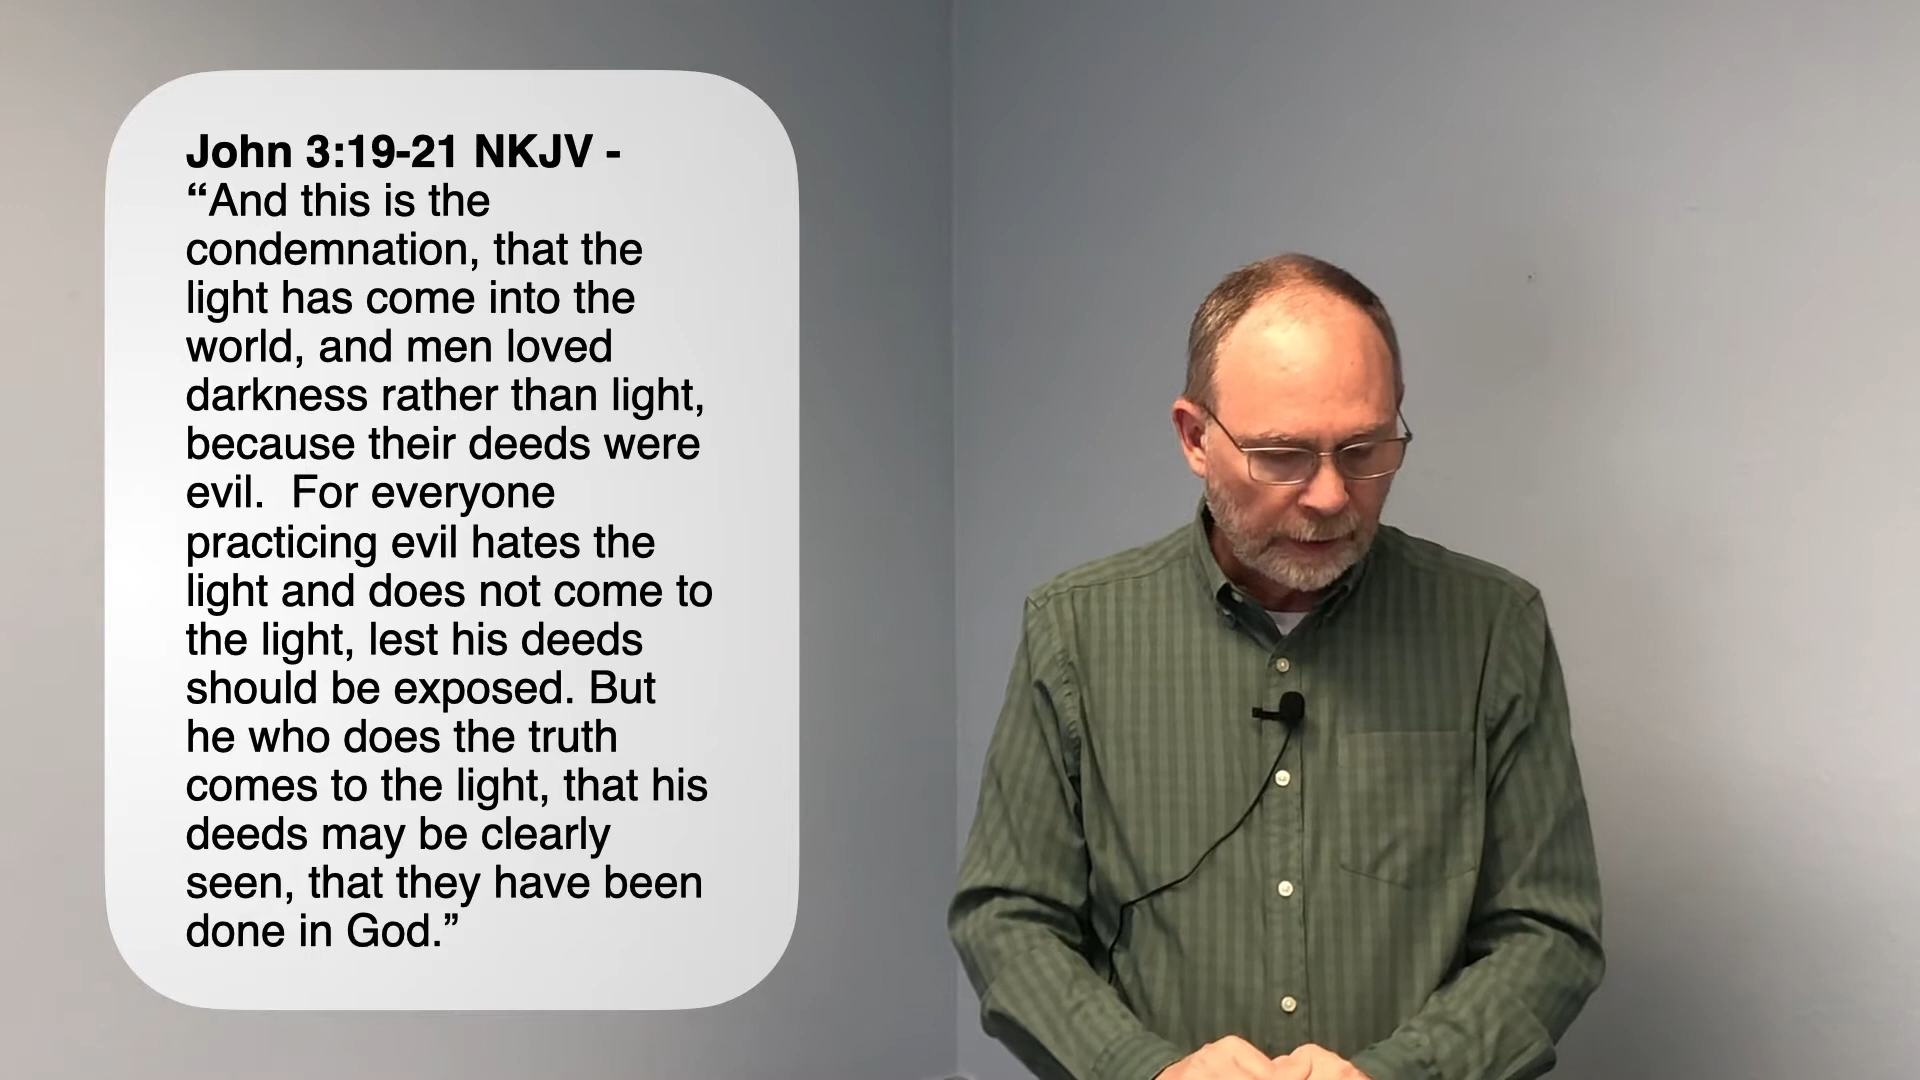 John 3:19-21 NKJV -
“And this is the
condemnation, that the
light has come into the
world, and men loved
darkness rather than light,
because their deeds were
evil.  For everyone
practicing evil hates the
light and does not come to
the light, lest his deeds
should be exposed. But
he who does the truth
comes to the light, that his
deeds may be clearly
seen, that they have been
done in God.”